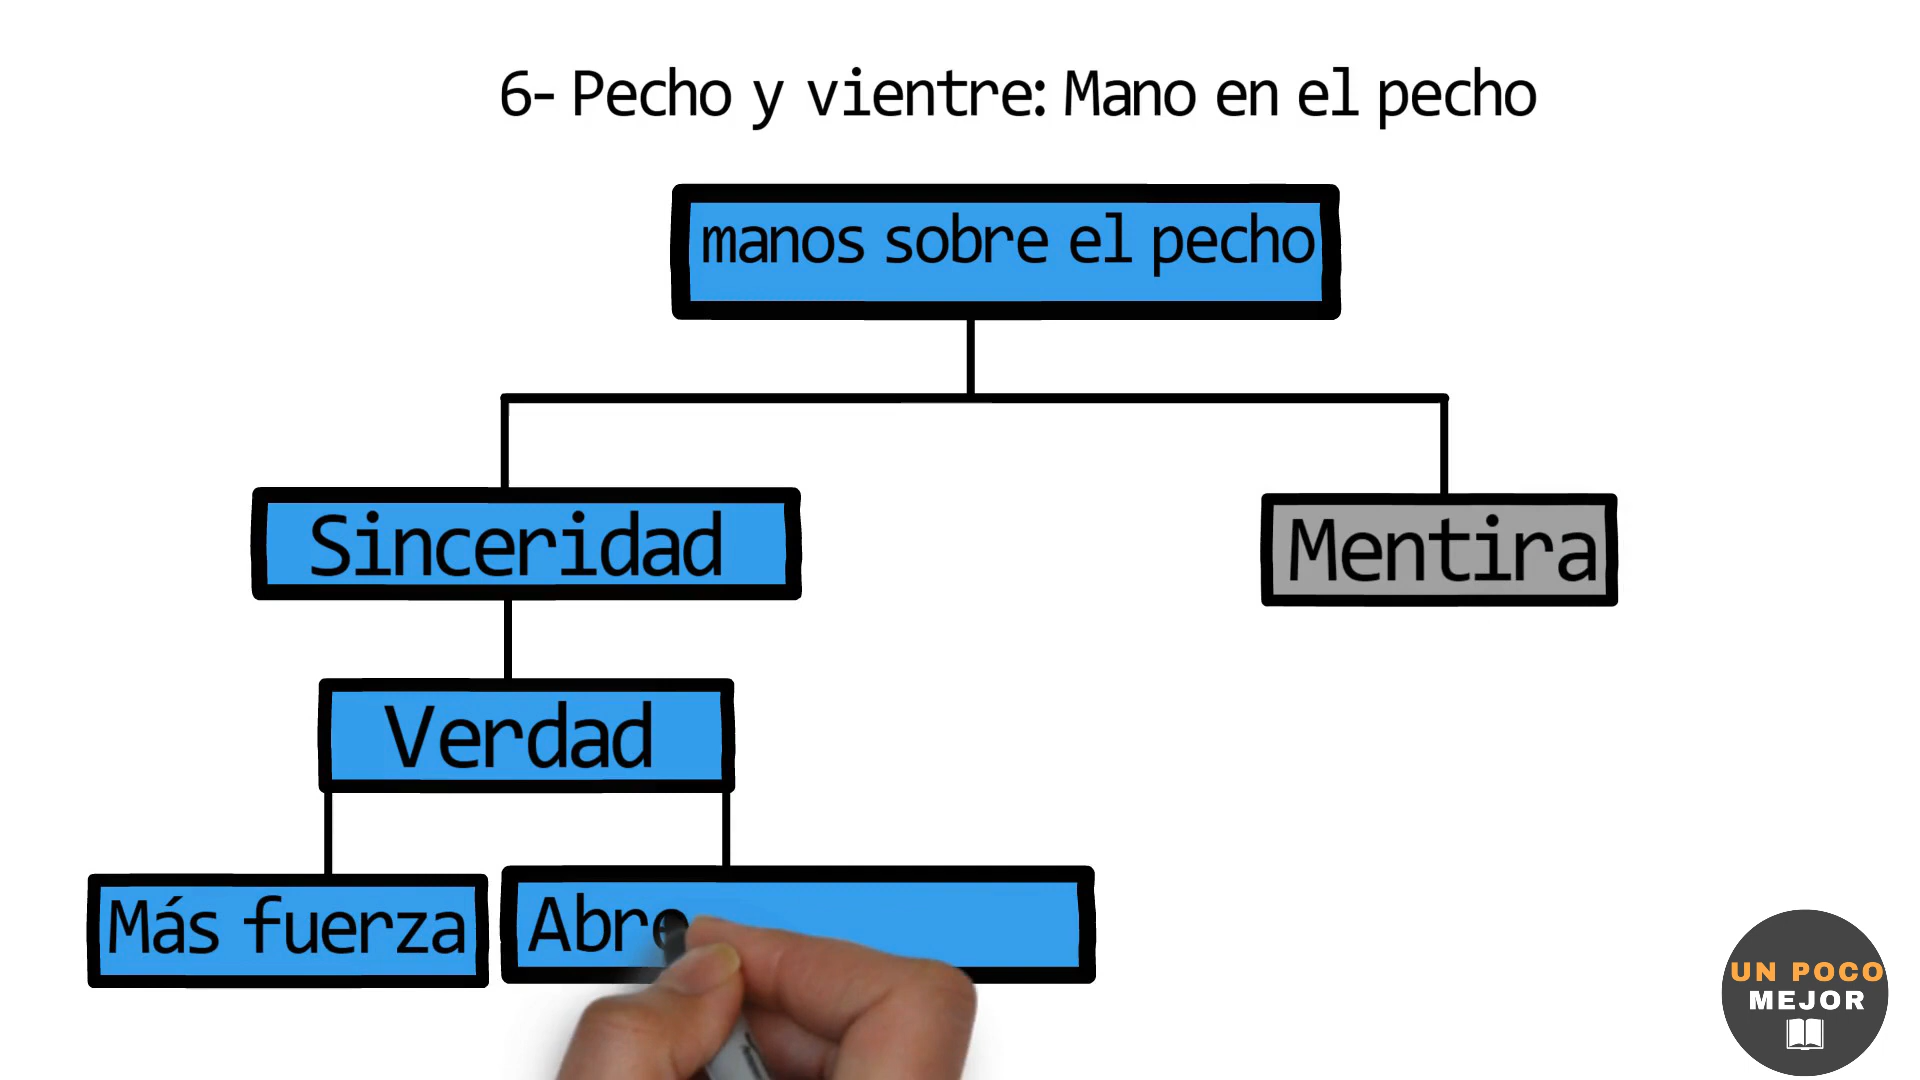 6- Pecho y vientre: Mano en el pecho
manos sobre el pecho
Sinceridad
Mentira
Verdad
Más fuerza
Abre
UN POCO
MEJOR